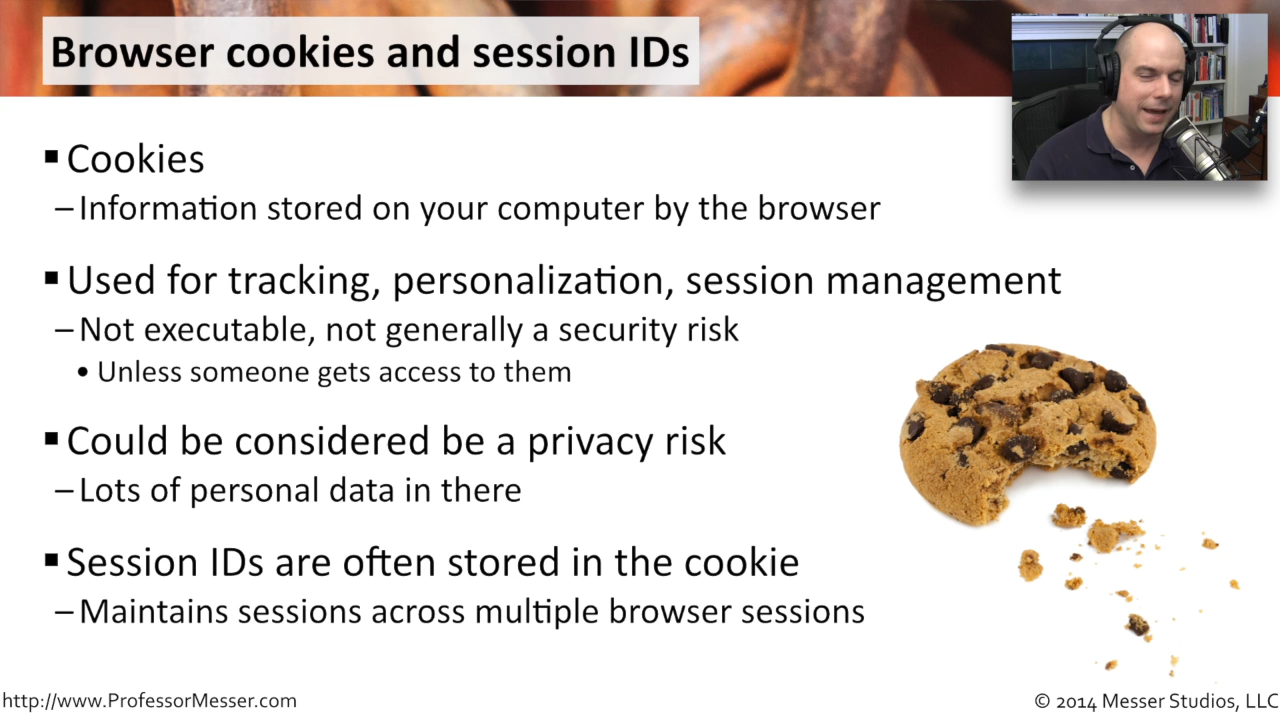 Browser cookies and session IDs
▪ Cookies
– Information stored on your computer by the browser
▪ Used for tracking, personalization, session management
– Not executable, not generally a security risk
• Unless someone gets access to them
▪ Could be considered be a privacy risk
– Lots of personal data in there
▪ Session IDs are often stored in the cookie
– Maintains sessions across multiple browser sessions
http://www.ProfessorMesser.com
© 2014 Messer Studios, LLC